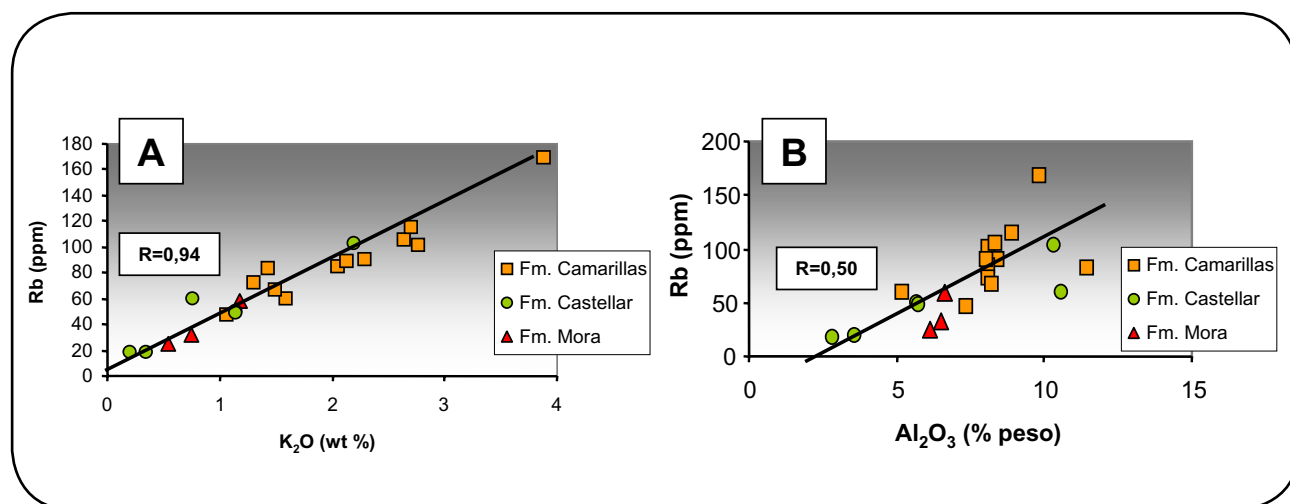 A
180
160
140
120
100
80
60
40
20
0
Rb (ppm)
R=0,94
0 1 2 3 4
K₂O (wt %)
Fm. Camarillas
Fm. Castellar
Fm. Mora
B
200
150
100
50
0
Rb (ppm)
R=0,50
0 5 10 15
Al₂O₃ (% peso)
Fm. Camarillas
Fm. Castellar
Fm. Mora